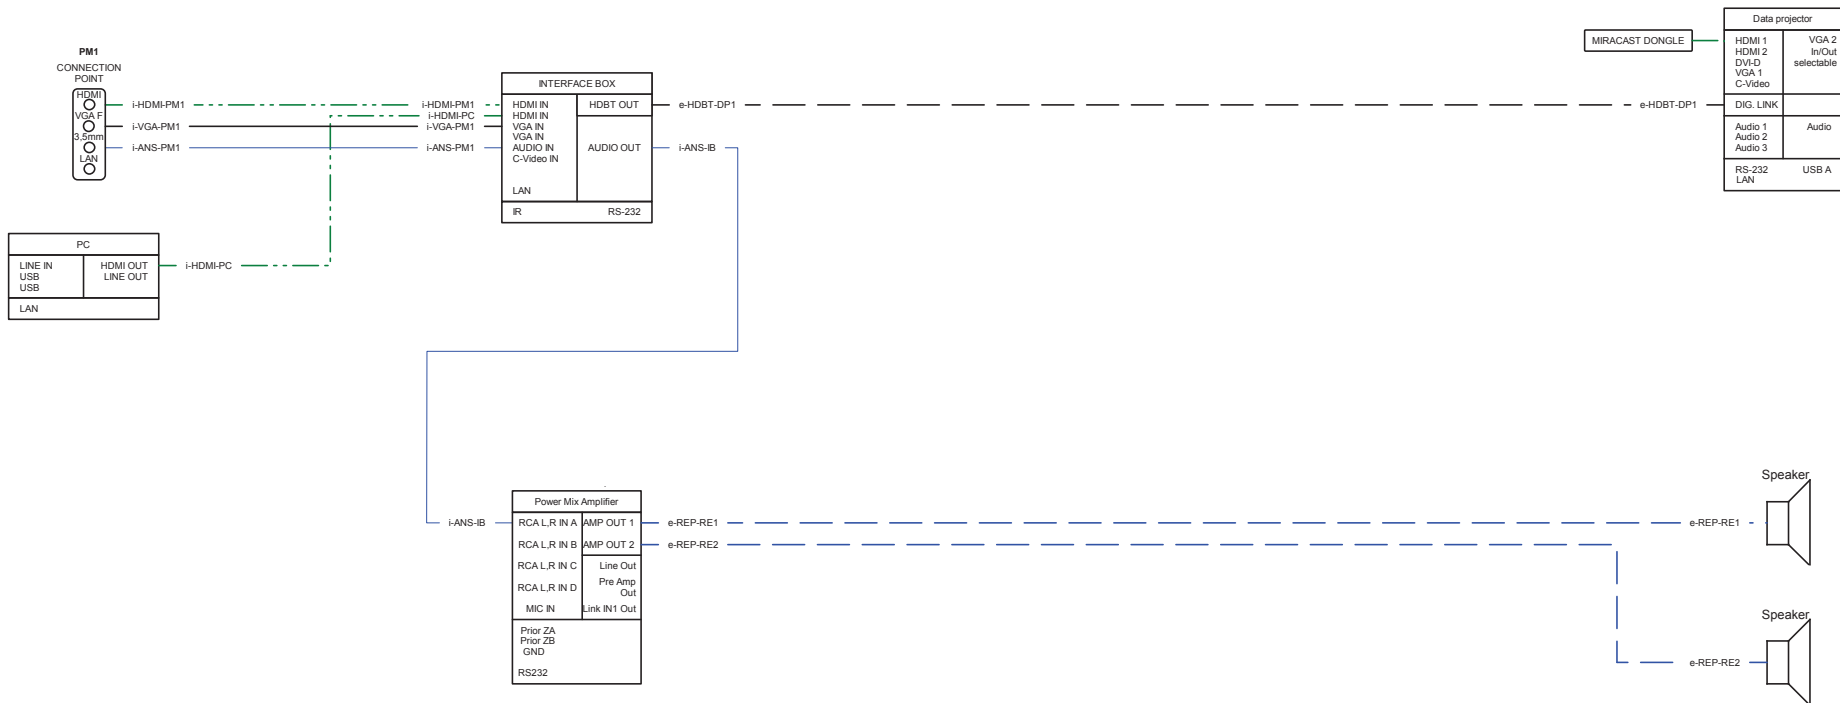 PM1
CONNECTION
POINT
HDMI
VGA F
3,5mm
LAN
i-HDMI-PM1
i-VGA-PM1
i-ANS-PM1
i-HDMI-PM1
i-HDMI-PC
i-VGA-PM1
i-ANS-PM1
INTERFACE BOX
HDMI IN
HDMI IN
VGA IN
VGA IN
AUDIO IN
C-Video IN
LAN
HDBT OUT
AUDIO OUT
IR RS-232
e-HDBT-DP1
i-ANS-IB
e-HDBT-DP1
MIRACAST DONGLE
Data projector
HDMI 1
HDMI 2
DVI-D
VGA 1
C-Video
VGA 2
In/Out
selectable
DIG. LINK
Audio 1
Audio 2
Audio 3
Audio
RS-232
LAN
USB A
PC
LINE IN
USB
USB
HDMI OUT
LINE OUT
LAN
i-HDMI-PC
i-ANS-IB
Power Mix Amplifier
RCA L,R IN A
RCA L,R IN B
RCA L,R IN C
RCA L,R IN D
MIC IN
AMP OUT 1
AMP OUT 2
Line Out
Pre Amp
Out
Link IN1 Out
Prior ZA
Prior ZB
GND
RS232
e-REP-RE1
e-REP-RE2
Speaker
e-REP-RE1
Speaker
e-REP-RE2